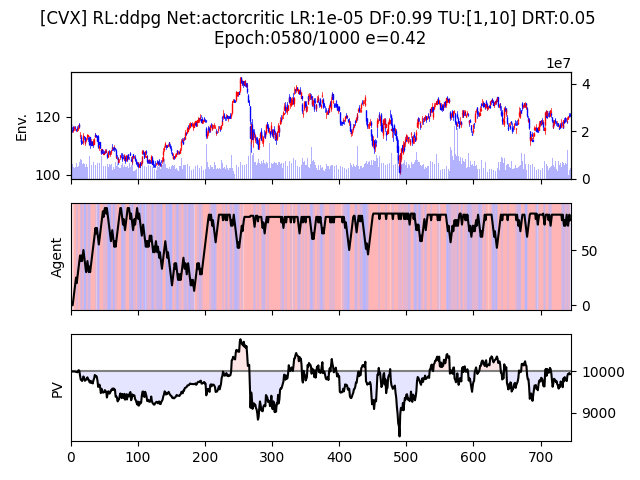 [CVX] RL:ddpg Net:actorcritic LR:1e-05 DF:0.99 TU:[1,10] DRT:0.05
Epoch:0580/1000 e=0.42
1e7
Env.
120
100
4
2
0
Agent
50
0
PV
10000
9000
0 100 200 300 400 500 600 700